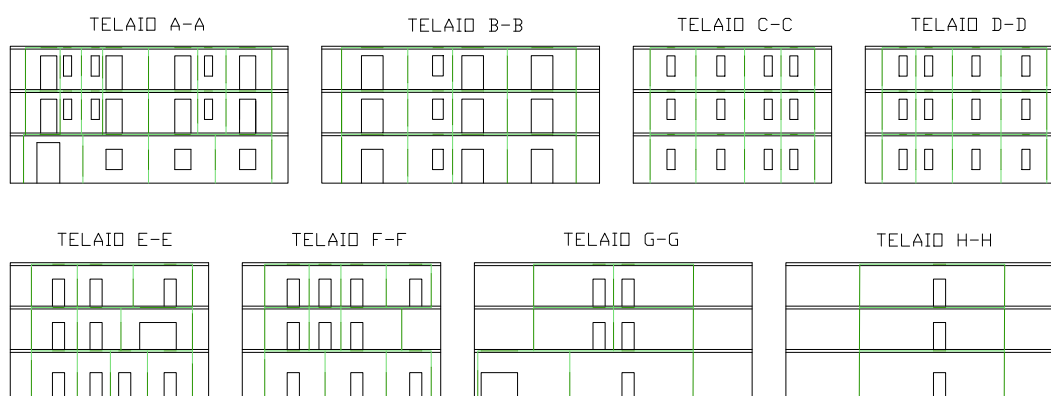 TELAIO A-A
TELAIO B-B
TELAIO C-C
TELAIO D-D
TELAIO E-E
TELAIO F-F
TELAIO G-G
TELAIO H-H